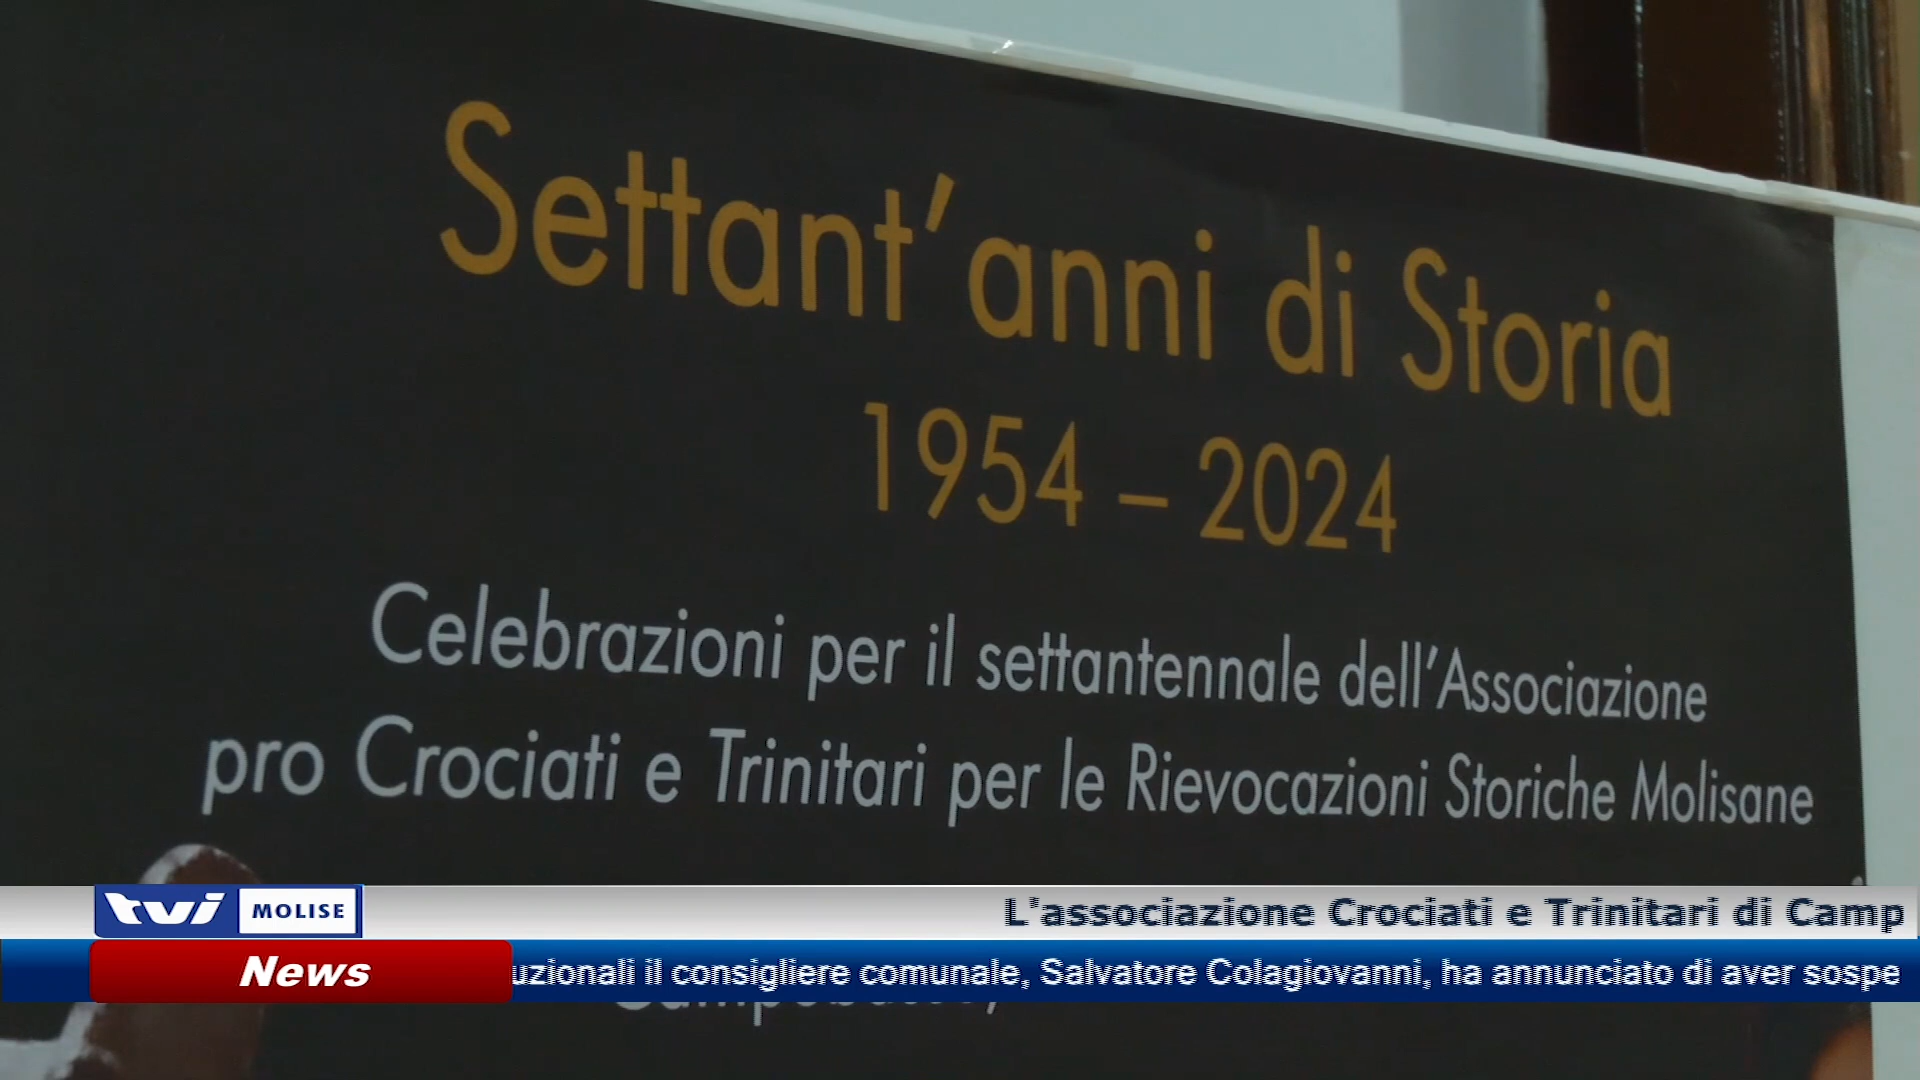 Settant'anni di Storia
1954 – 2024
Celebrazioni per il settantennale dell'Associazione
pro Crociati e Trinitari per le Rievocazioni Storiche Molisane
tvi MOLISE
L'associazione Crociati e Trinitari di Camp
News
uzionali il consigliere comunale, Salvatore Colagiovanni, ha annunciato di aver sospe